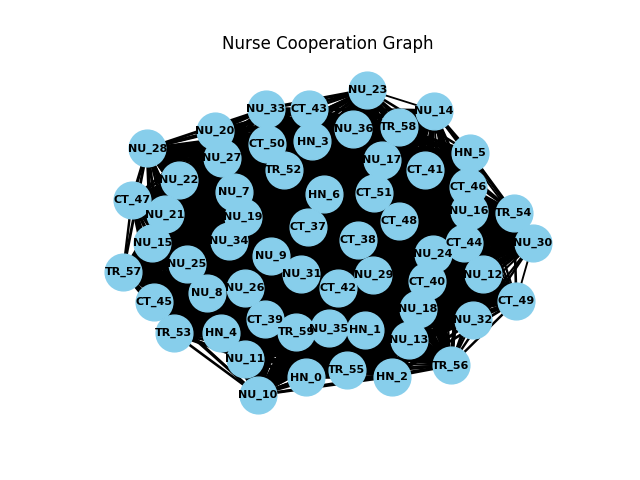 Nurse Cooperation Graph
NU_23
NU_33
CT_43
NU_14
NU_20
NU_36
TR_58
NU_28
CT_50
HN_3
HN_5
NU_27
NU_17
TR_52
CT_41
NU_22
CT_46
NU_7
HN_6
CT_51
CT_47
NU_21
NU_19
NU_16
TR_54
CT_37
CT_48
NU_15
NU_34
CT_38
CT_44
NU_30
NU_9
NU_24
NU_25
TR_57
NU_31
NU_29
NU_12
NU_8
NU_26
CT_42
CT_40
CT_45
CT_49
NU_18
CT_39
NU_32
TR_53
HN_4
TR_59
NU_35
HN_1
NU_13
NU_11
TR_56
TR_55
HN_0
HN_2
NU_10